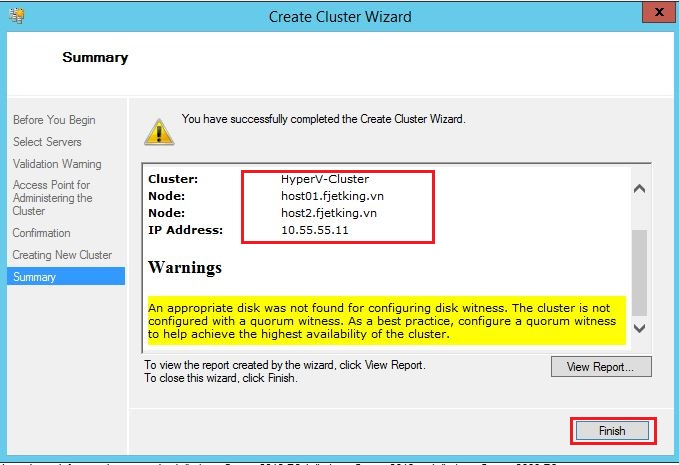 Create Cluster Wizard
x
Summary
Before You Begin
Select Servers
Validation Warning
Access Point for
Administering the
Cluster
Confirmation
Creating New Cluster
Summary
You have successfully completed the Create Cluster Wizard.
Cluster: HyperV-Cluster
Node: host01.fjetking.vn
Node: host2.fjetking.vn
IP Address: 10.55.55.11
Warnings
An appropriate disk was not found for configuring disk witness. The cluster is not
configured with a quorum witness. As a best practice, configure a quorum witness
to help achieve the highest availability of the cluster.
To view the report created by the wizard, click View Report.
To close this wizard, click Finish.
View Report...
Finish